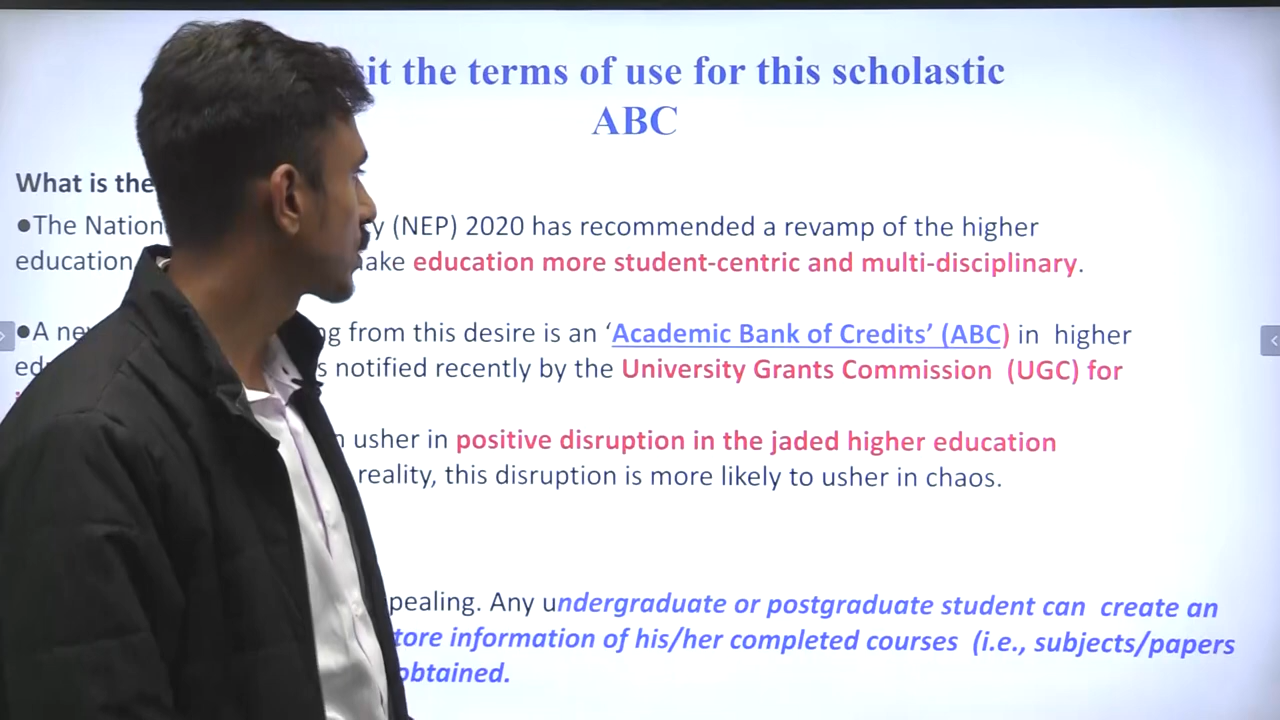 sit the terms of use for this scholastic
ABC
What is the
●The Nation y (NEP) 2020 has recommended a revamp of the higher
education ake education more student-centric and multi-disciplinary.
●A ne g from this desire is an ‘Academic Bank of Credits’ (ABC) in higher
ed s notified recently by the University Grants Commission (UGC) for
usher in positive disruption in the jaded higher education
reality, this disruption is more likely to usher in chaos.
pealing. Any undergraduate or postgraduate student can create an
tore information of his/her completed courses (i.e., subjects/papers
obtained.